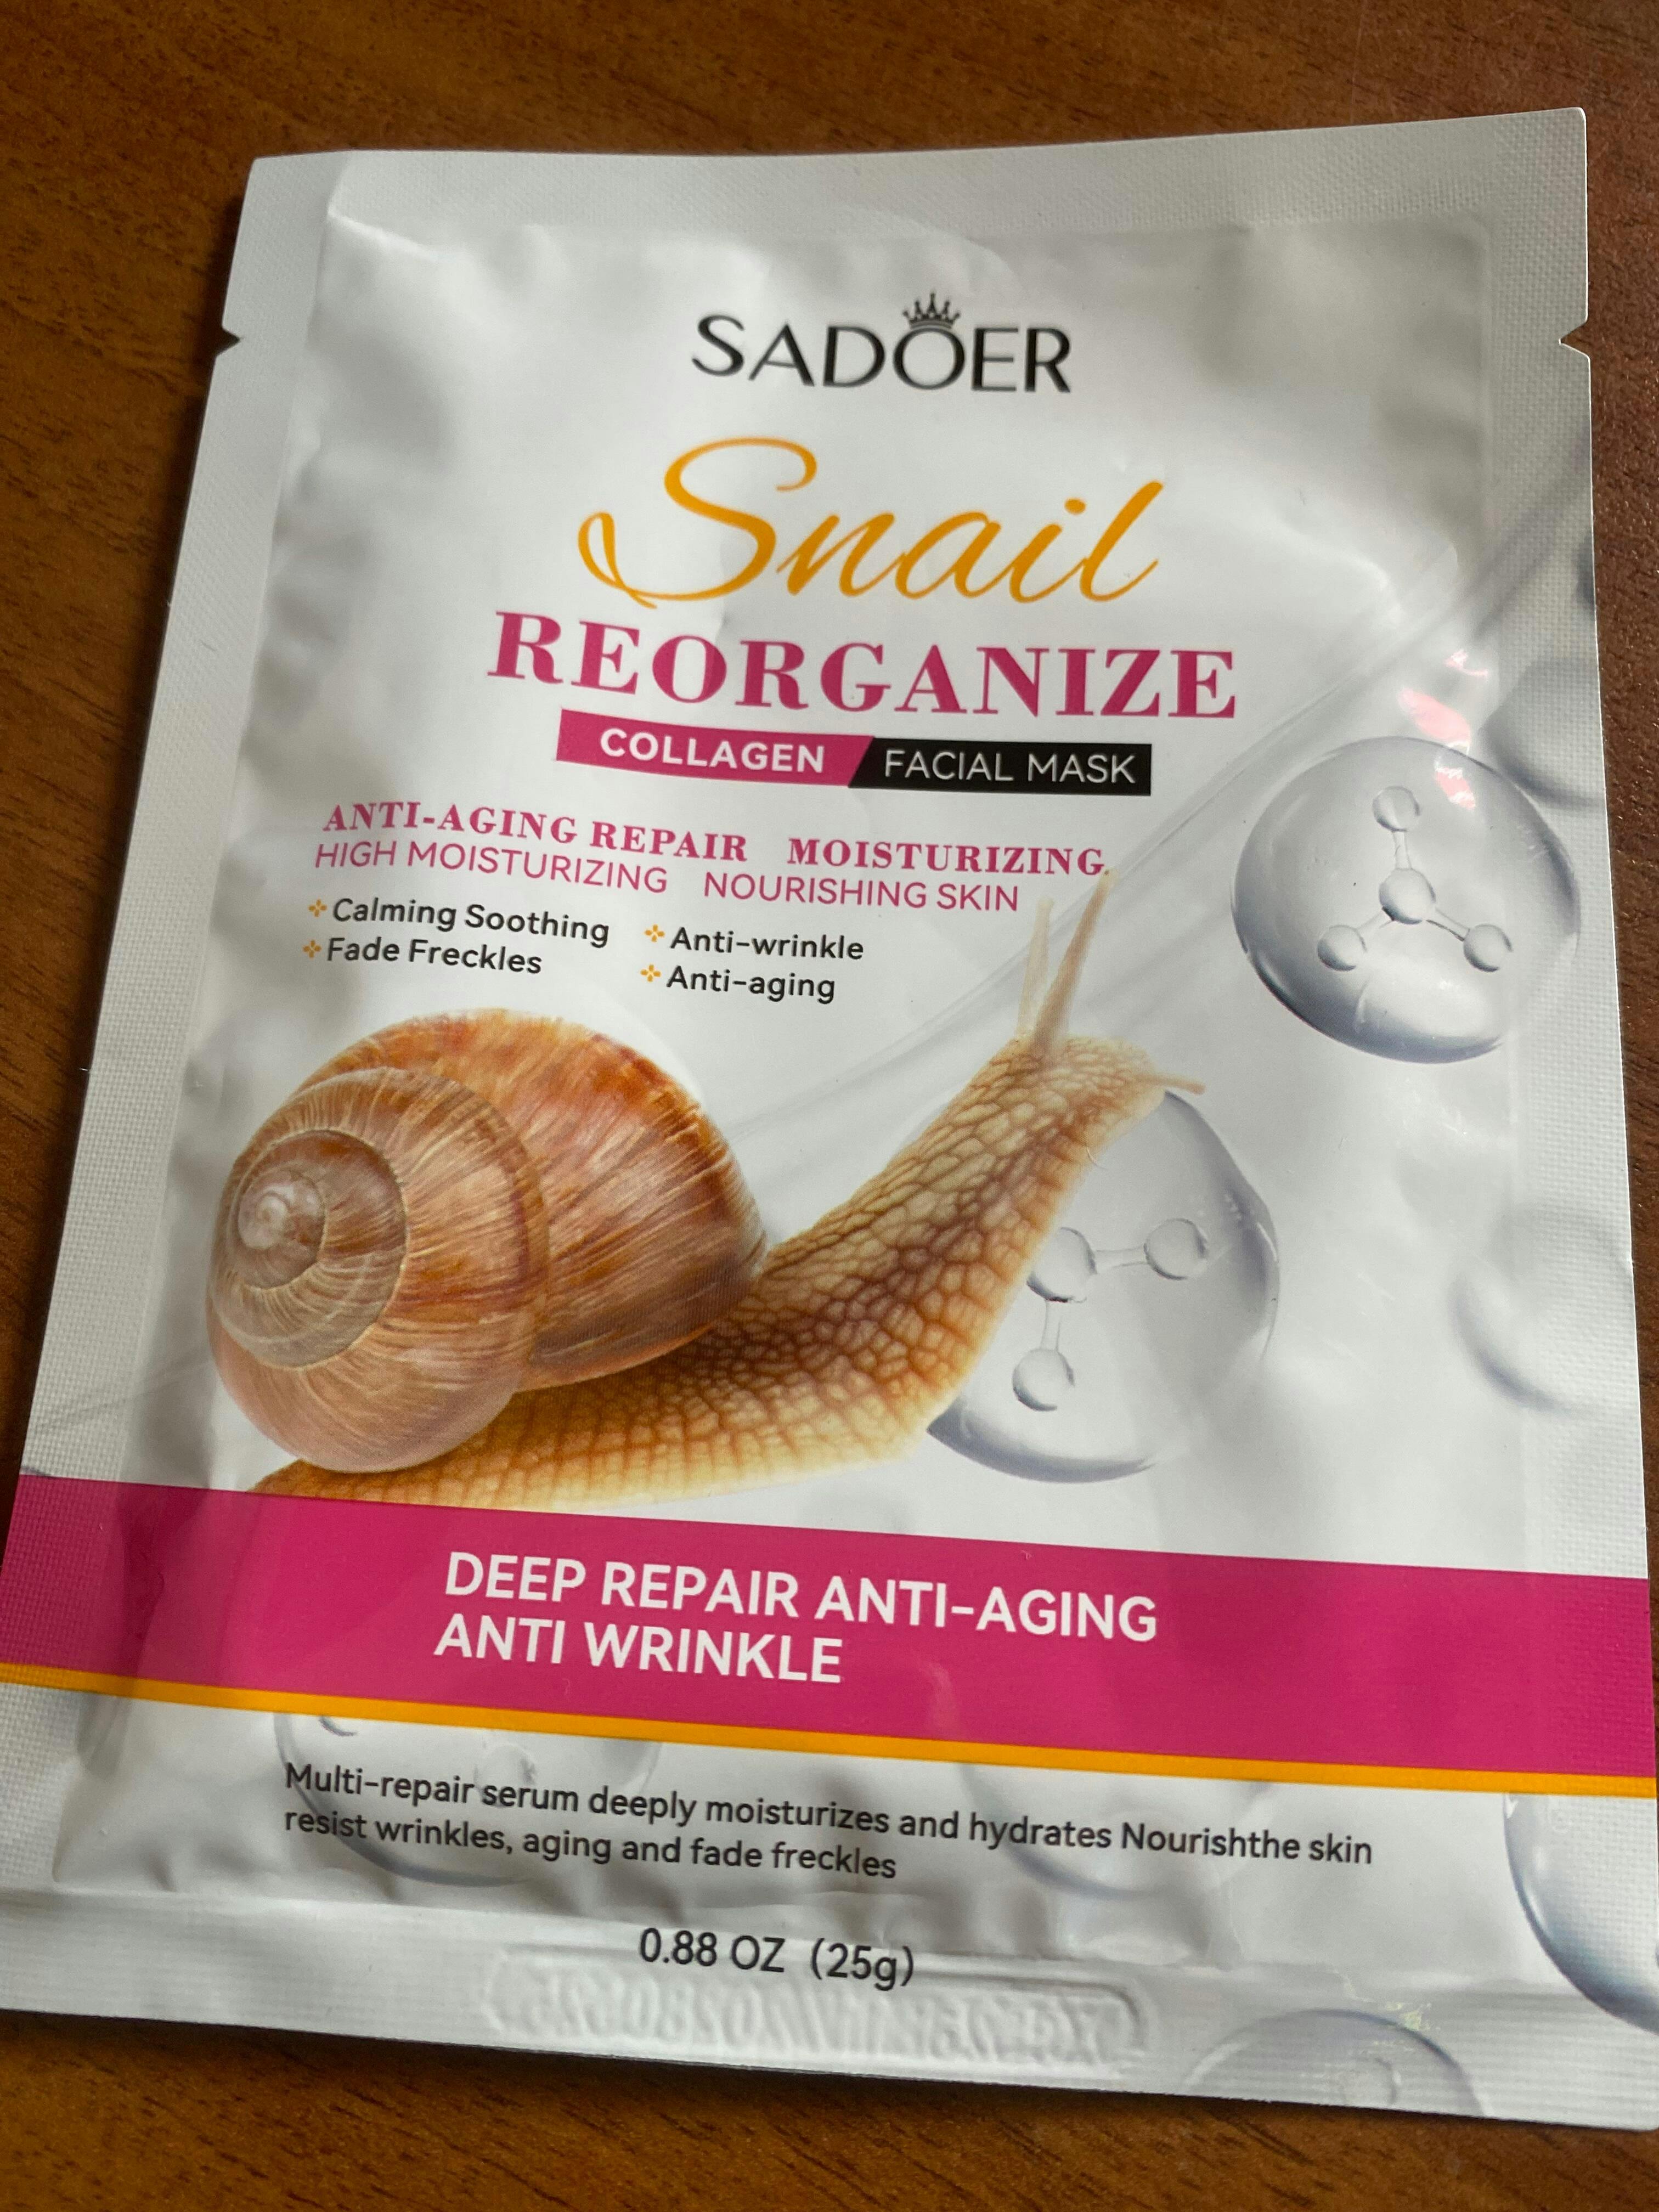 SADOER
Snail
REORGANIZE
COLLAGEN FACIAL MASK
ANTI-AGING REPAIR MOISTURIZING
HIGH MOISTURIZING NOURISHING SKIN
Calming Soothing Anti-wrinkle
Fade Freckles Anti-aging
DEEP REPAIR ANTI-AGING
ANTI WRINKLE
Multi-repair serum deeply moisturizes and hydrates Nourishthe skin
resist wrinkles, aging and fade freckles
0.88 OZ (25g)